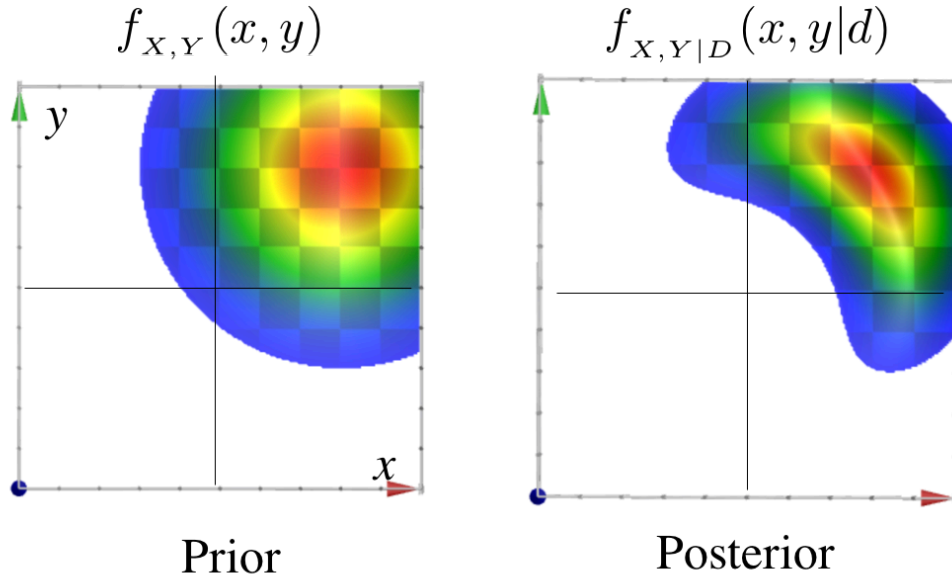 f_{X,Y}(x, y)
f_{X,Y|D}(x, y|d)
y
x
Prior
Posterior